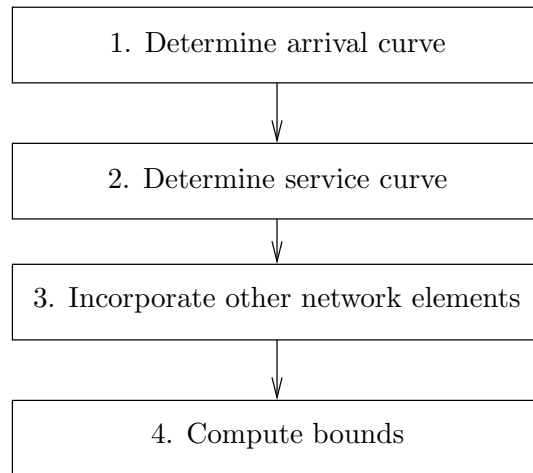 1. Determine arrival curve
2. Determine service curve
3. Incorporate other network elements
4. Compute bounds